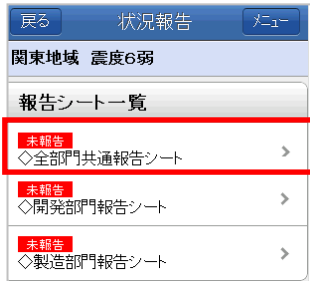 戻る 状況報告 メニュー
関東地域 震度6弱
報告シート一覧
未報告
◇全部門共通報告シート
未報告
◇開発部門報告シート
未報告
◇製造部門報告シート